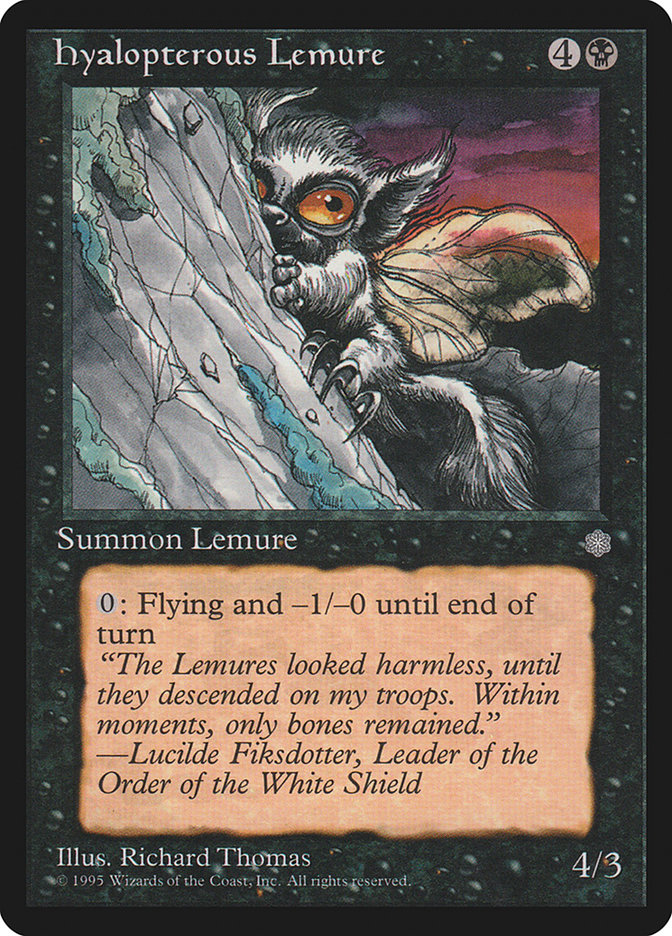 Hyalopterous Lemure
4
Summon Lemure
0: Flying and –1/–0 until end of
turn
“The Lemures looked harmless, until
they descended on my troops. Within
moments, only bones remained.”
—Lucilde Fiksdotter, Leader of the
Order of the White Shield
Illus. Richard Thomas
4/3
© 1995 Wizards of the Coast, Inc. All rights reserved.